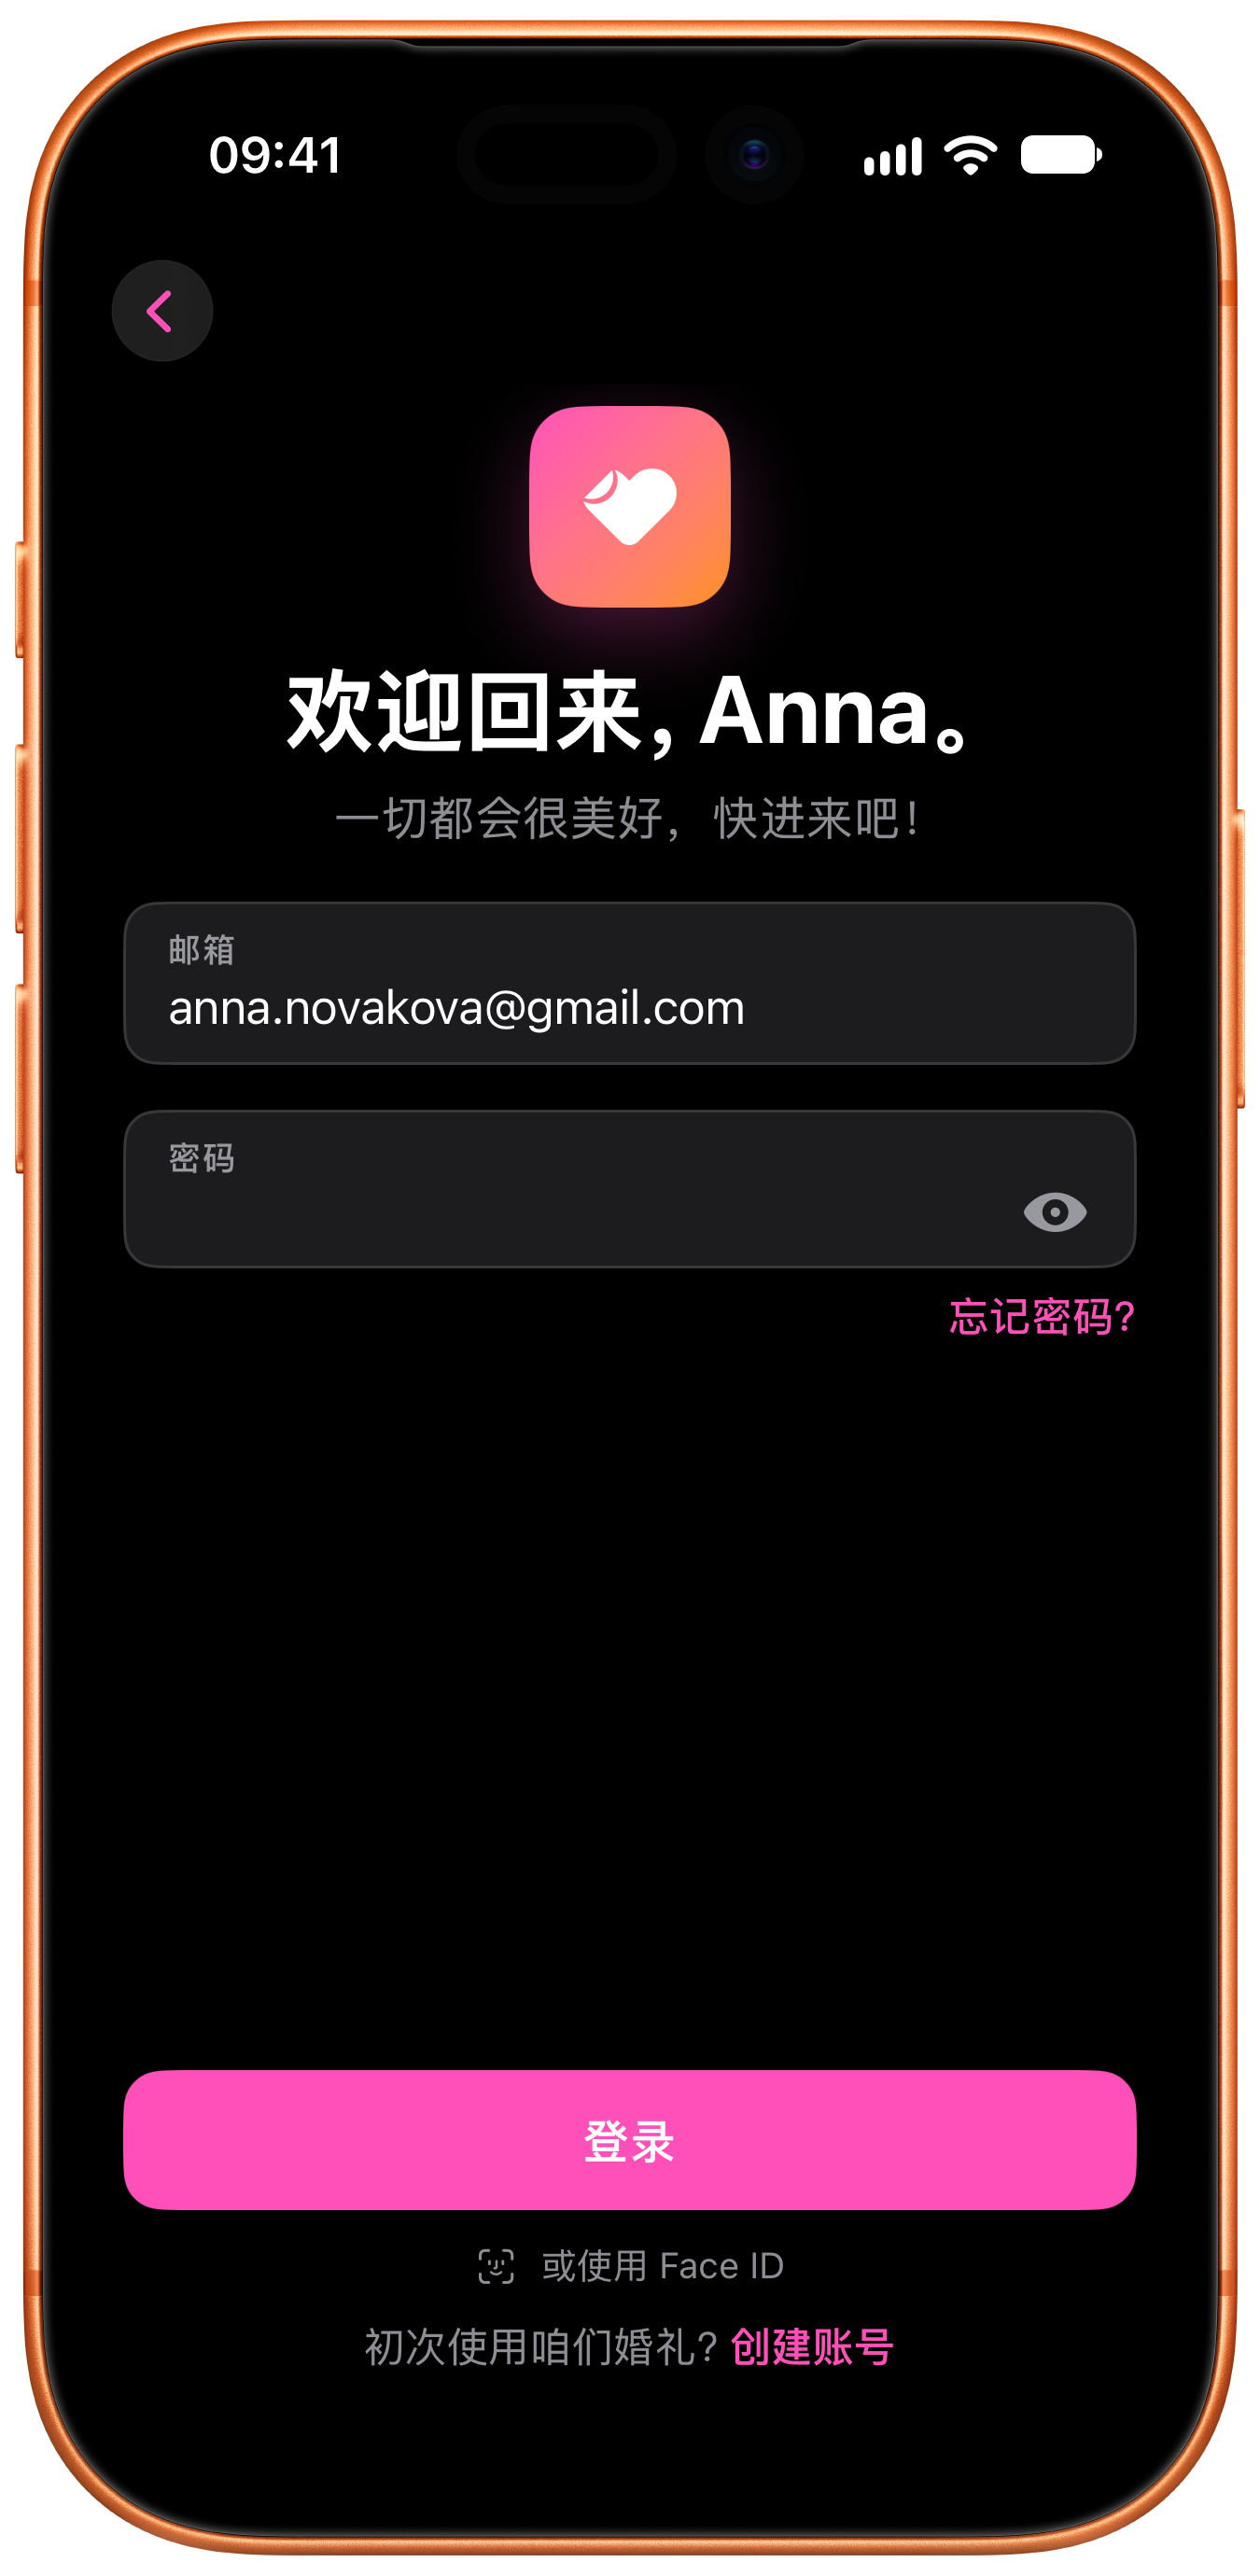 09:41
欢迎回来, Anna。
一切都会很美好，快进来吧！
邮箱
anna.novakova@gmail.com
密码
忘记密码?
登录
或使用 Face ID
初次使用咱们婚礼? 创建账号